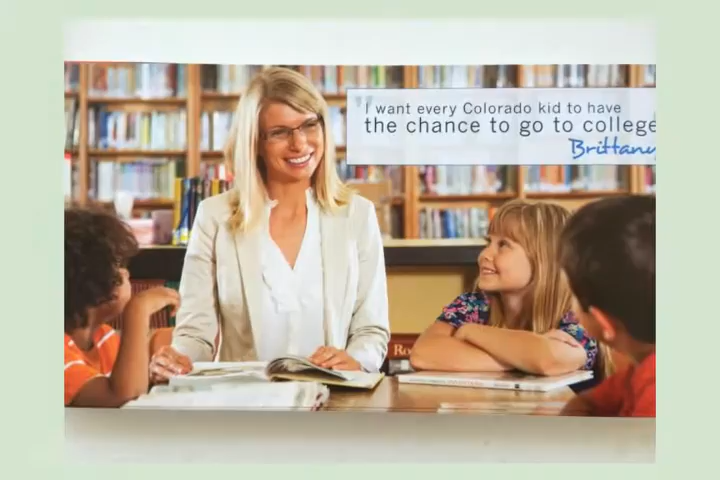 "I want every Colorado kid to have
the chance to go to college
Brittany